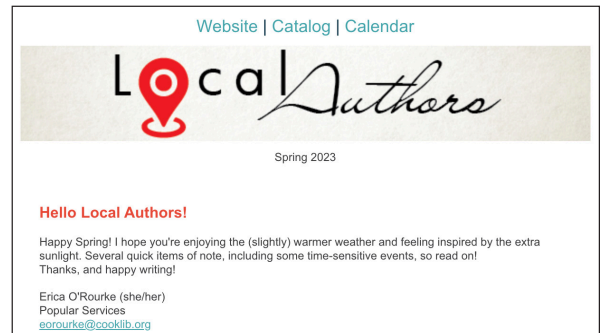 Website | Catalog | Calendar
Local Authors
Spring 2023
Hello Local Authors!
Happy Spring! I hope you're enjoying the (slightly) warmer weather and feeling inspired by the extra
sunlight. Several quick items of note, including some time-sensitive events, so read on!
Thanks, and happy writing!
Erica O'Rourke (she/her)
Popular Services
eorourke@cooklib.org